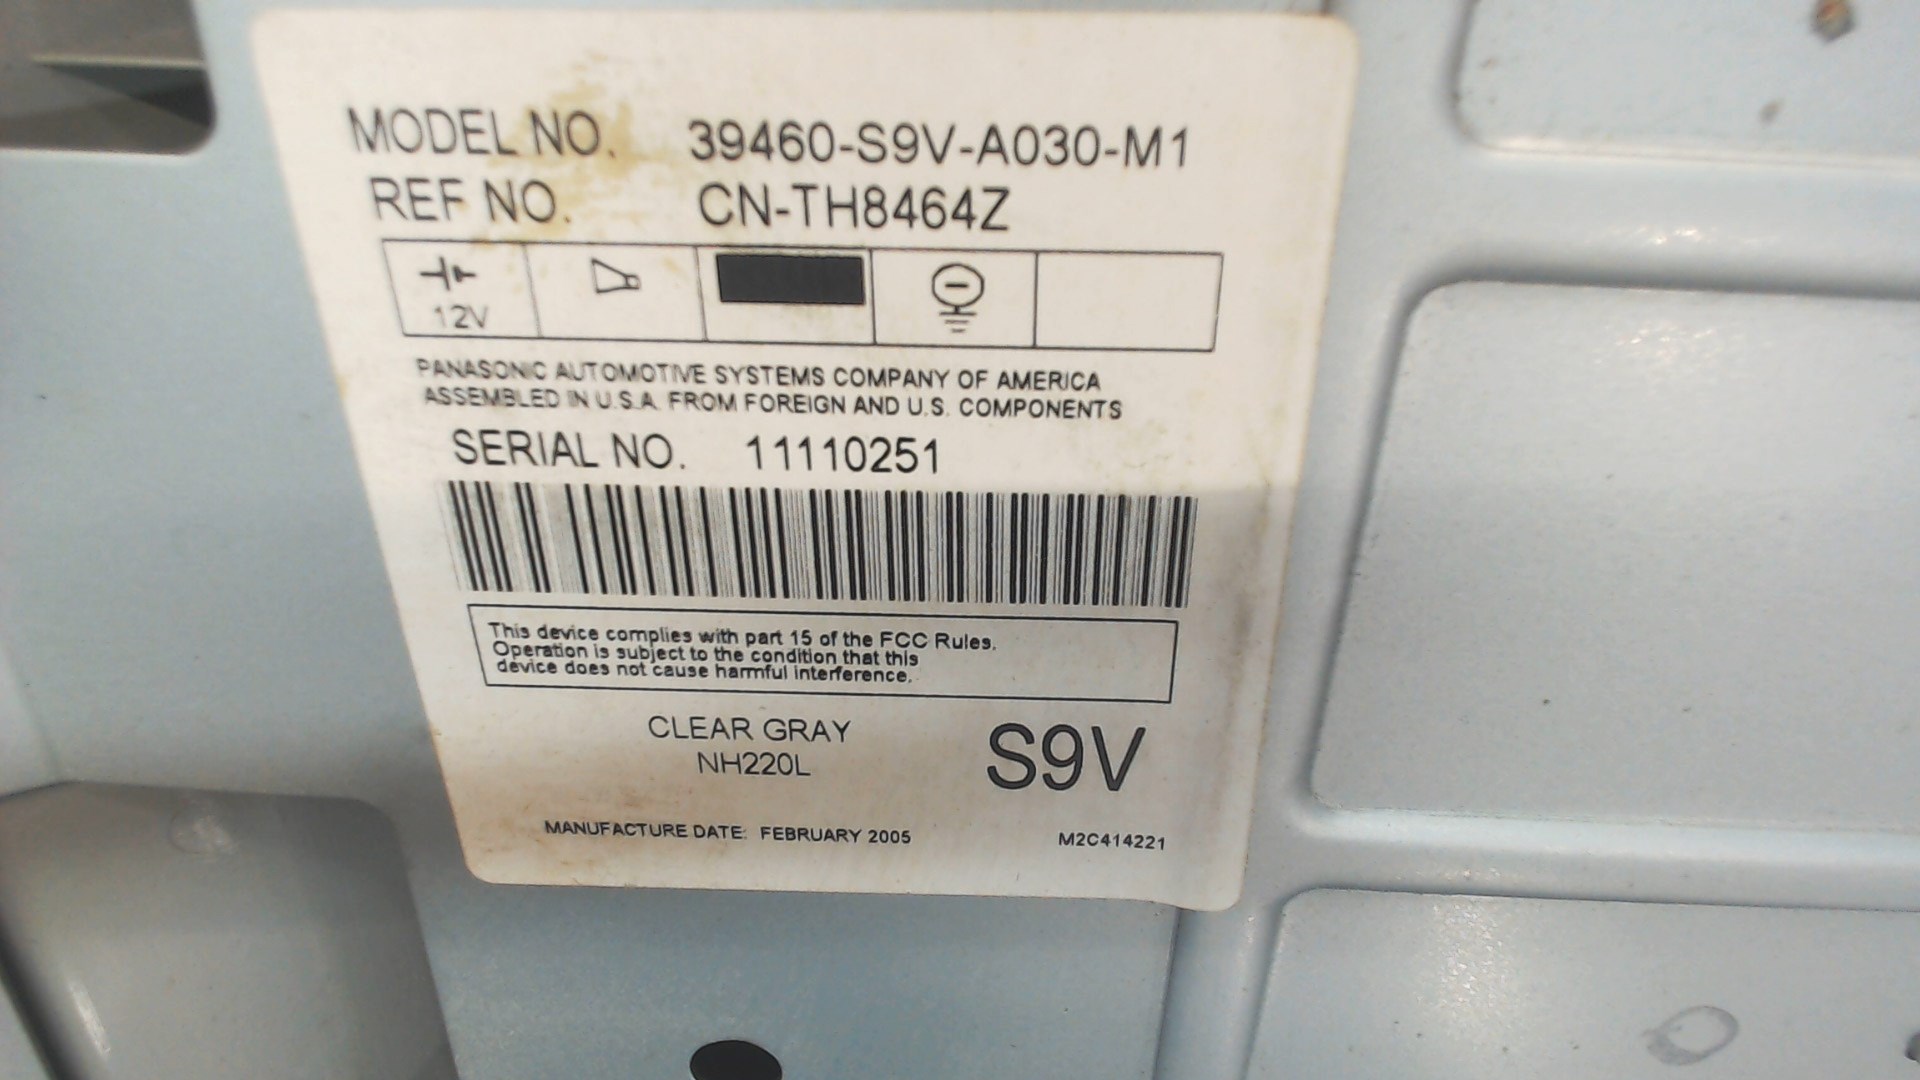 MODEL NO. 39460-S9V-A030-M1
REF NO. CN-TH8464Z
12V
PANASONIC AUTOMOTIVE SYSTEMS COMPANY OF AMERICA
ASSEMBLED IN U.S.A. FROM FOREIGN AND U.S. COMPONENTS
SERIAL NO. 11110251
This device complies with part 15 of the FCC Rules.
Operation is subject to the condition that this
device does not cause harmful interference.
CLEAR GRAY
NH220L
S9V
MANUFACTURE DATE: FEBRUARY 2005 M2C414221